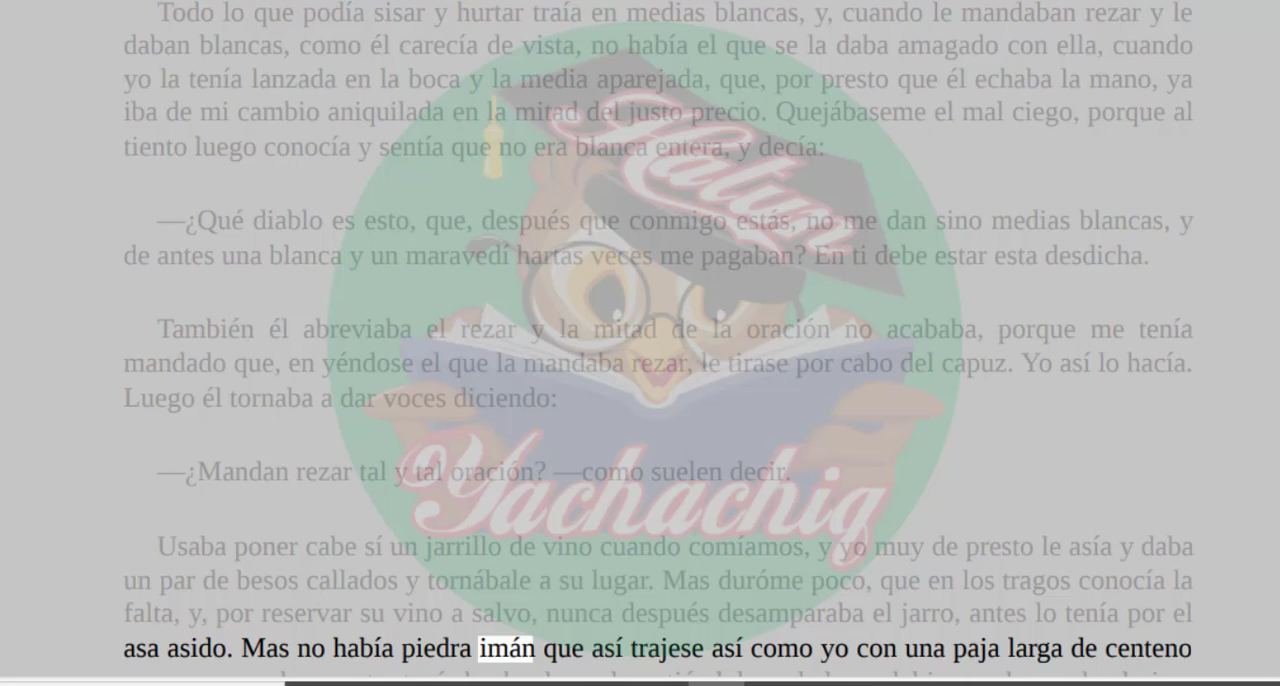 Todo lo que podía sisar y hurtar traía en medias blancas, y, cuando le mandaban rezar y le
daban blancas, como él carecía de vista, no había el que se la daba amagado con ella, cuando
yo la tenía lanzada en la boca y la media aparejada, que, por presto que él echaba la mano, ya
iba de mi cambio aniquilada en la mitad del justo precio. Quejábaseme el mal ciego, porque al
tiento luego conocía y sentía que no era blanca entera, y decía:
—¿Qué diablo es esto, que, después que conmigo estás, no me dan sino medias blancas, y
de antes una blanca y un maravedí hartas veces me pagaban? En ti debe estar esta desdicha.
También él abreviaba el rezar y la mitad de la oración no acababa, porque me tenía
mandado que, en yéndose el que la mandaba rezar, le tirase por cabo del capuz. Yo así lo hacía.
Luego él tornaba a dar voces diciendo:
—¿Mandan rezar tal y tal oración? —como suelen decir.
Usaba poner cabe sí un jarrillo de vino cuando comíamos, y yo muy de presto le asía y daba
un par de besos callados y tornábale a su lugar. Mas duróme poco, que en los tragos conocía la
falta, y, por reservar su vino a salvo, nunca después desamparaba el jarro, antes lo tenía por el
asa asido. Mas no había piedra imán que así trajese así como yo con una paja larga de centeno
Hatun
Yachachiq